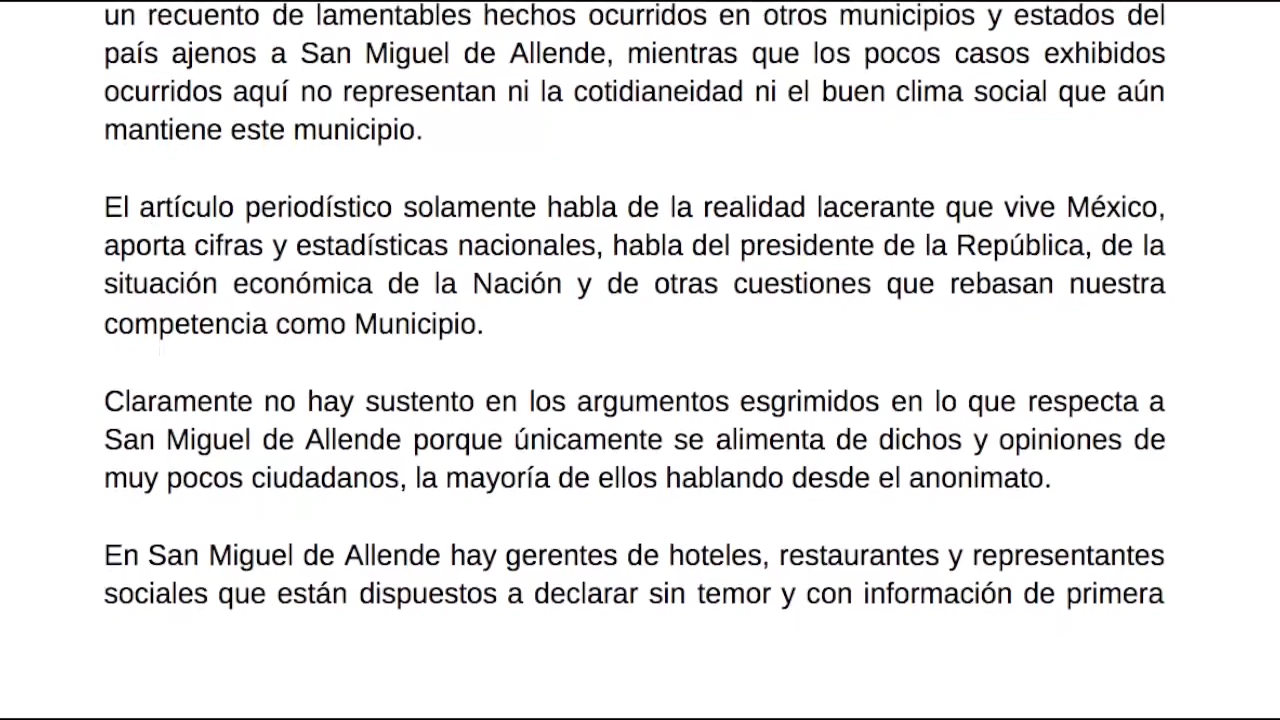 un recuento de lamentables hechos ocurridos en otros municipios y estados del
país ajenos a San Miguel de Allende, mientras que los pocos casos exhibidos
ocurridos aquí no representan ni la cotidianeidad ni el buen clima social que aún
mantiene este municipio.
El artículo periodístico solamente habla de la realidad lacerante que vive México,
aporta cifras y estadísticas nacionales, habla del presidente de la República, de la
situación económica de la Nación y de otras cuestiones que rebasan nuestra
competencia como Municipio.
Claramente no hay sustento en los argumentos esgrimidos en lo que respecta a
San Miguel de Allende porque únicamente se alimenta de dichos y opiniones de
muy pocos ciudadanos, la mayoría de ellos hablando desde el anonimato.
En San Miguel de Allende hay gerentes de hoteles, restaurantes y representantes
sociales que están dispuestos a declarar sin temor y con información de primera